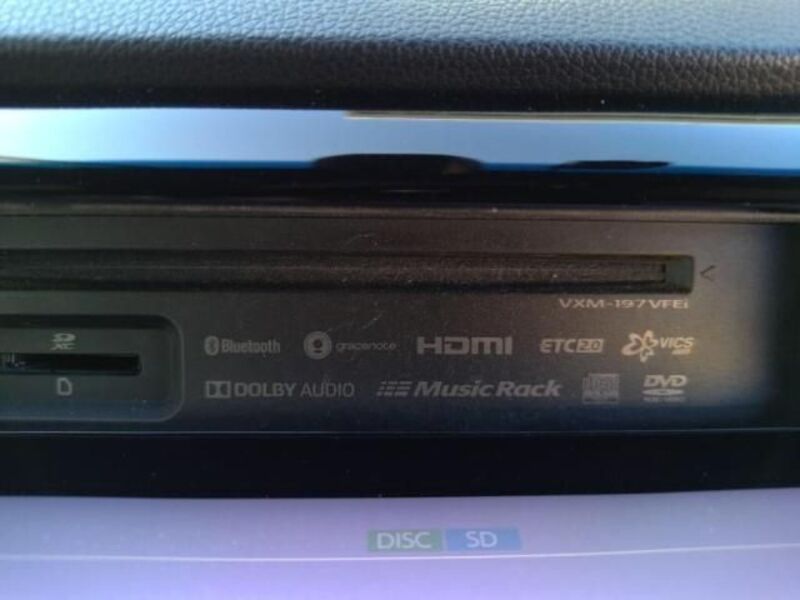 VXM-197VFEi
SD XC
Bluetooth gracenote HDMI ETC2.0 VICS
DOLBY AUDIO Music Rack DVD
DISC SD